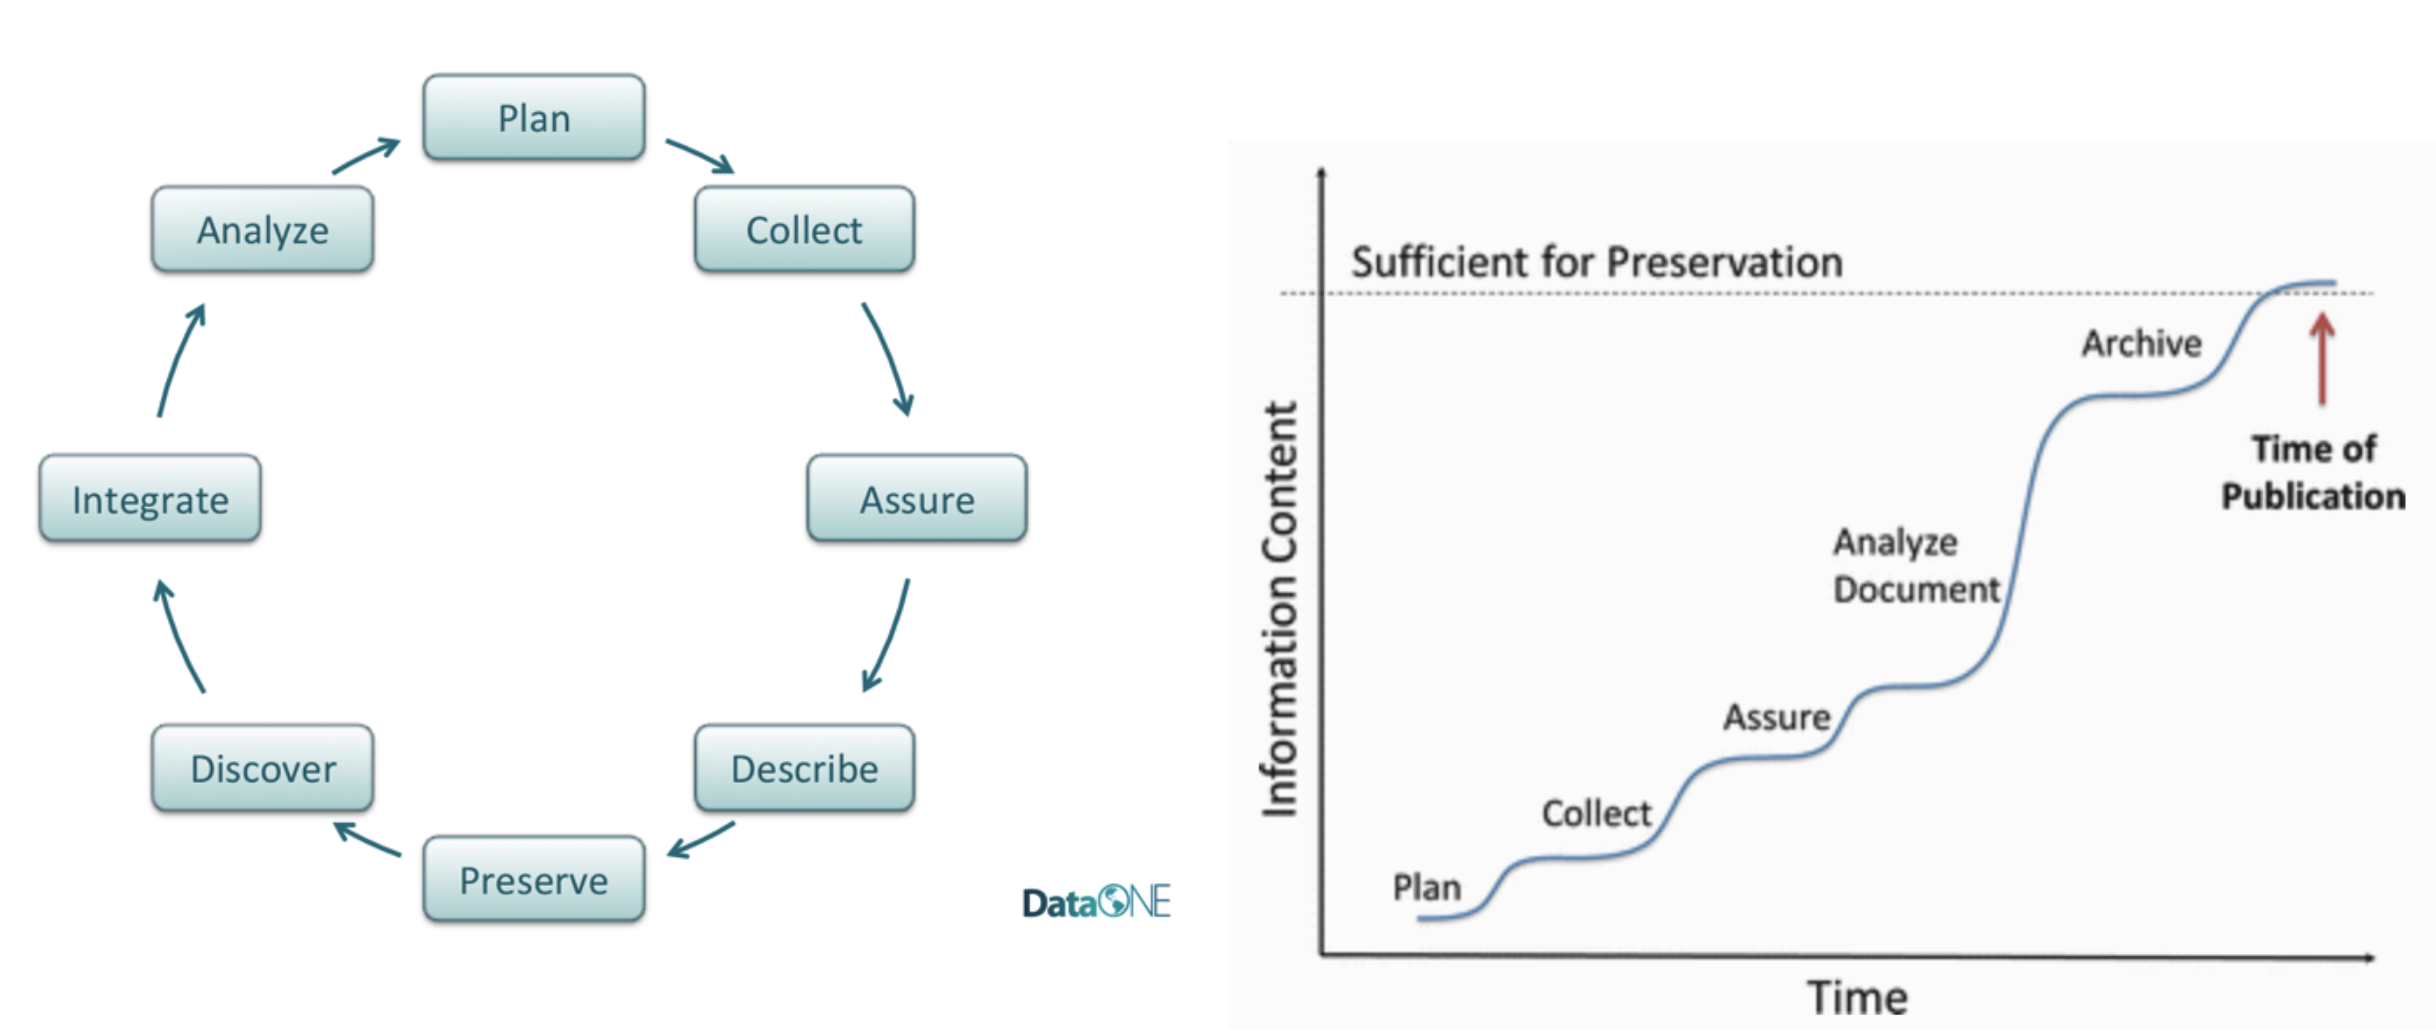 Plan
Collect
Assure
Describe
Preserve
Discover
Integrate
Analyze
DataONE
Sufficient for Preservation
Archive
Time of
Publication
Analyze
Document
Assure
Collect
Plan
Information Content
Time